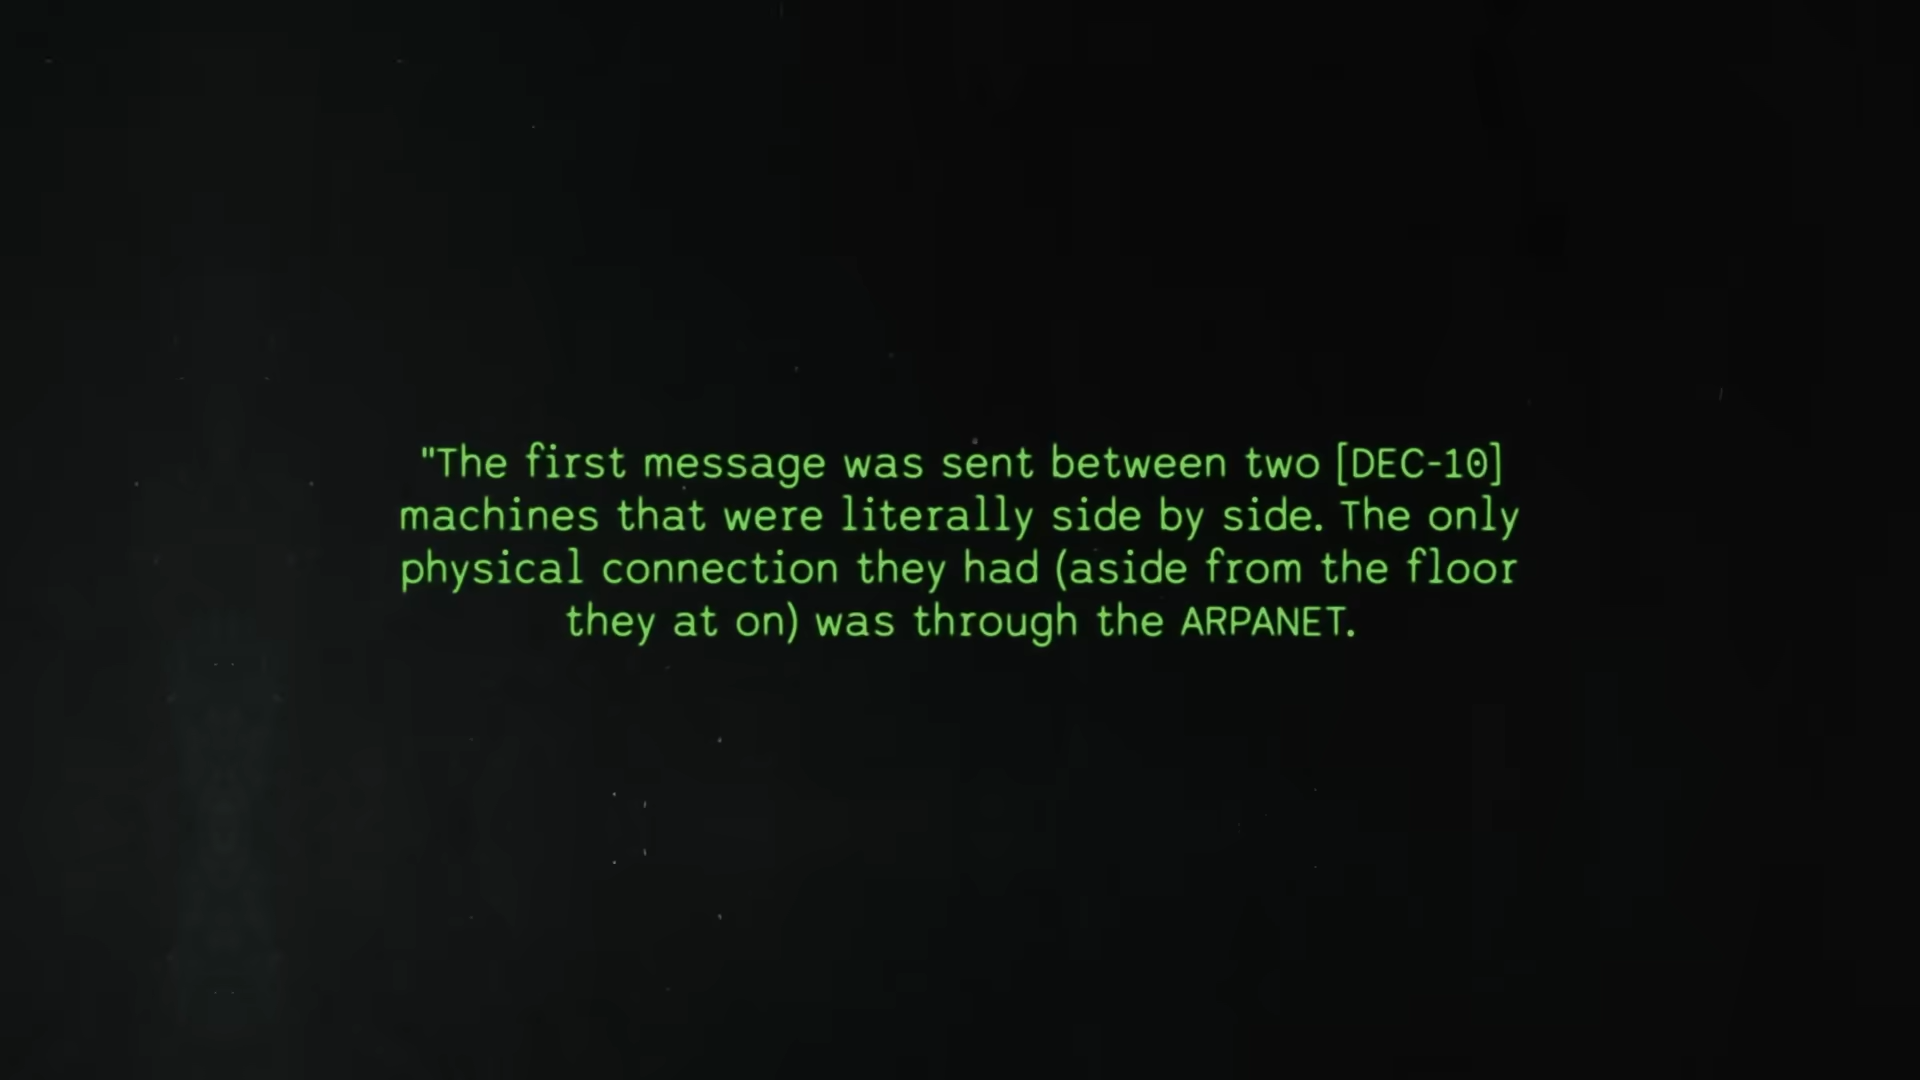 "The first message was sent between two [DEC-10]
machines that were literally side by side. The only
physical connection they had (aside from the floor
they at on) was through the ARPANET.